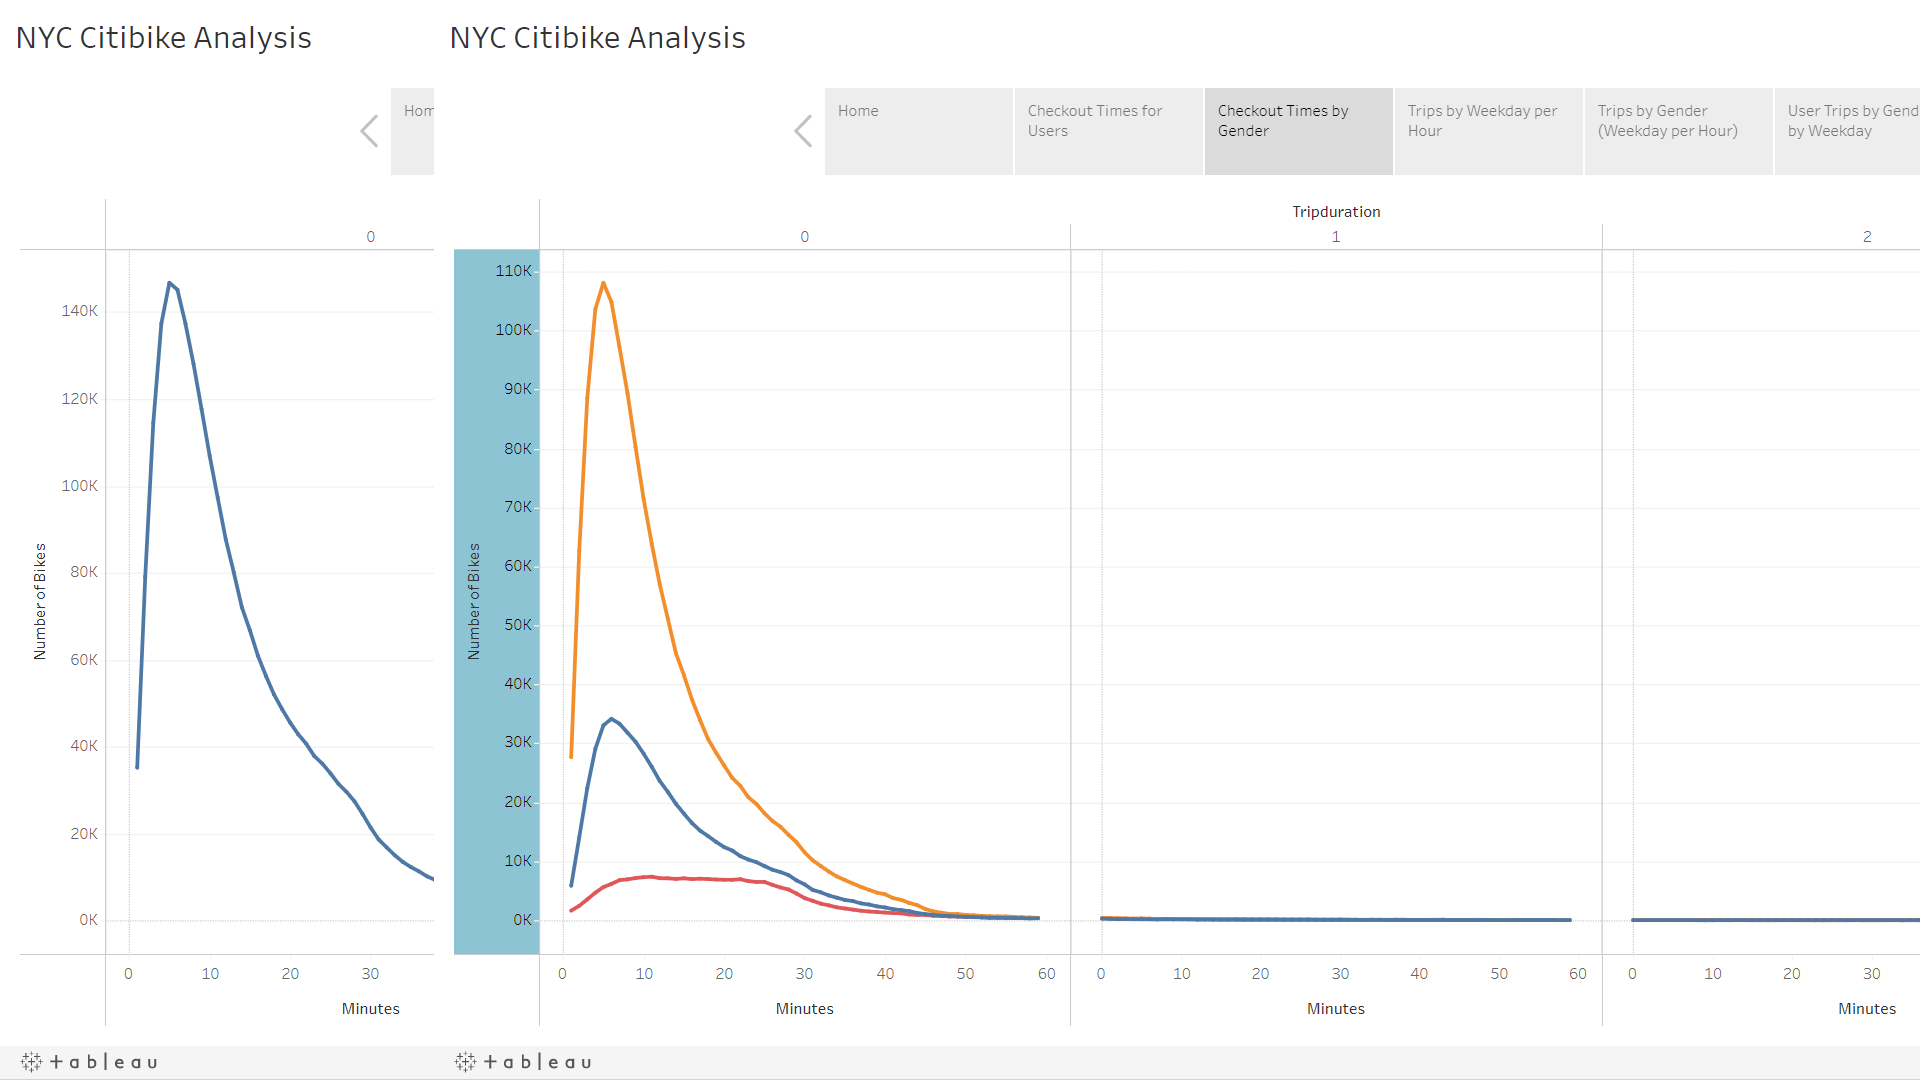 NYC Citibike Analysis
Hom
0
140K
120K
100K
80K
60K
40K
20K
0K
Number of Bikes
0 10 20 30
Minutes
+ a b l e a u
NYC Citibike Analysis
Home
Checkout Times for
Users
Checkout Times by
Gender
Trips by Weekday per
Hour
Trips by Gender
(Weekday per Hour)
User Trips by Gend
by Weekday
Tripduration
0 1 2
110K
100K
90K
80K
70K
60K
50K
40K
30K
20K
10K
0K
Number of Bikes
0 10 20 30 40 50 60 0 10 20 30 40 50 60 0 10 20 30
Minutes Minutes Minutes
+ a b l e a u